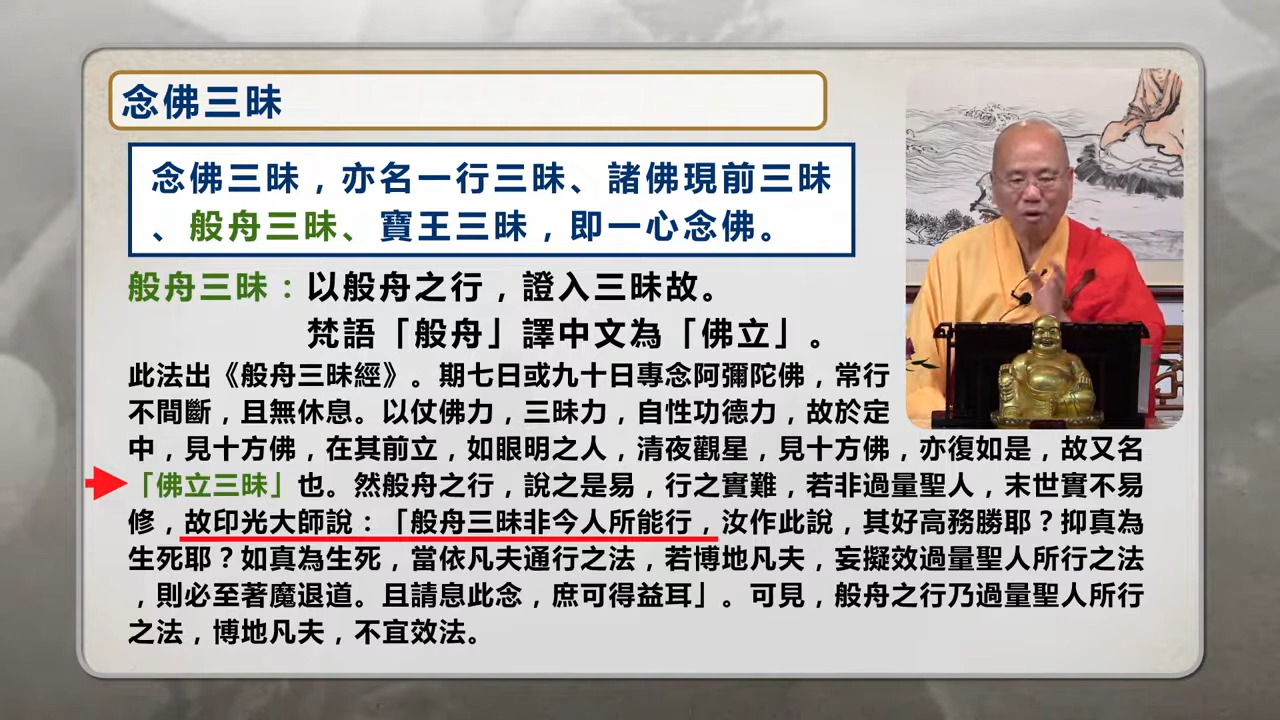 念佛三昧
念佛三昧，亦名一行三昧、諸佛現前三昧
、般舟三昧、寶王三昧，即一心念佛。
般舟三昧：以般舟之行，證入三昧故。
梵語「般舟」譯中文為「佛立」。
此法出《般舟三昧經》。期七日或九十日專念阿彌陀佛，常行
不間斷，且無休息。以仗佛力，三昧力，自性功德力，故於定
中，見十方佛，在其前立，如眼明之人，清夜觀星，見十方佛，亦復如是，故又名
「佛立三昧」也。然般舟之行，說之是易，行之實難，若非過量聖人，末世實不易
修，故印光大師說：「般舟三昧非今人所能行，汝作此說，其好高務勝耶？抑真為
生死耶？如真為生死，當依凡夫通行之法，若博地凡夫，妄擬效過量聖人所行之法
，則必至著魔退道。且請息此念，庶可得益耳」。可見，般舟之行乃過量聖人所行
之法，博地凡夫，不宜效法。